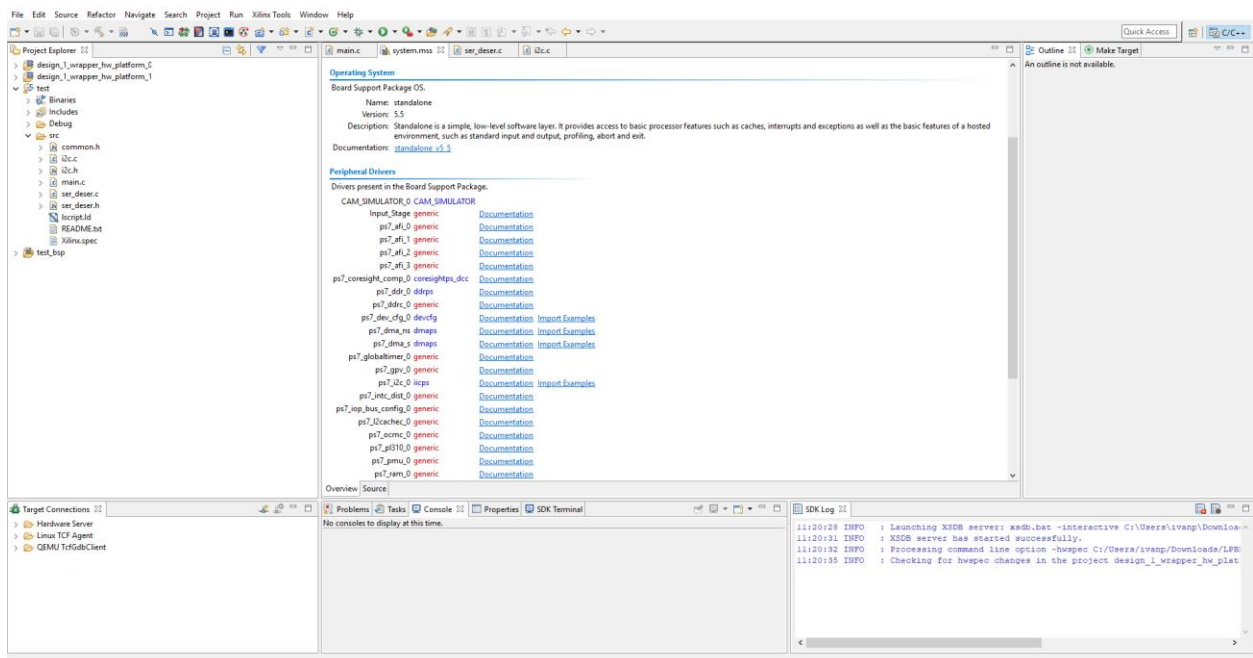 File Edit Source Refactor Navigate Search Project Run Xilinx Tools Window Help
Quick Access
C/C++
Project Explorer
design_1_wrapper_hw_platform_0
design_1_wrapper_hw_platform_1
test
Binaries
Includes
Debug
src
common.h
i2c.c
i2c.h
main.c
ser_deser.c
ser_deser.h
lscript.ld
README.txt
Xilinx.spec
test_bsp
main.c system.mss ser_deser.c i2c.c
Operating System
Board Support Package OS.
Name: standalone
Version: 5.5
Description: Standalone is a simple, low-level software layer. It provides access to basic processor features such as caches, interrupts and exceptions as well as the basic features of a hosted
environment, such as standard input and output, profiling, abort and exit.
Documentation: standalone_v5_5
Peripheral Drivers
Drivers present in the Board Support Package.
CAM_SIMULATOR_0 CAM_SIMULATOR
Input_Stage generic Documentation
ps7_afi_0 generic Documentation
ps7_afi_1 generic Documentation
ps7_afi_2 generic Documentation
ps7_afi_3 generic Documentation
ps7_coresight_comp_0 coresightps_dcc Documentation
ps7_ddr_0 ddrps Documentation
ps7_ddrc_0 generic Documentation
ps7_dev_cfg_0 devcfg Documentation Import Examples
ps7_dma_ns dmaps Documentation Import Examples
ps7_dma_s dmaps Documentation Import Examples
ps7_globaltimer_0 generic Documentation
ps7_gpv_0 generic Documentation
ps7_i2c_0 iicps Documentation Import Examples
ps7_intc_dist_0 generic Documentation
ps7_iop_bus_config_0 generic Documentation
ps7_l2cachec_0 generic Documentation
ps7_ocmc_0 generic Documentation
ps7_pl310_0 generic Documentation
ps7_pmu_0 generic Documentation
ps7_ram_0 generic Documentation
Overview Source
Outline Make Target
An outline is not available.
Target Connections
Hardware Server
Linux TCF Agent
QEMU TcfGdbClient
Problems Tasks Console Properties SDK Terminal
No consoles to display at this time.
SDK Log
11:20:28 INFO : Launching XSDB server: xsdb.bat -interactive C:\Users\ivanp\Downloa
11:20:31 INFO : XSDB server has started successfully.
11:20:32 INFO : Processing command line option -hwspec C:/Users/ivanp/Downloads/LPB
11:20:35 INFO : Checking for hwspec changes in the project design_1_wrapper_hw_plat